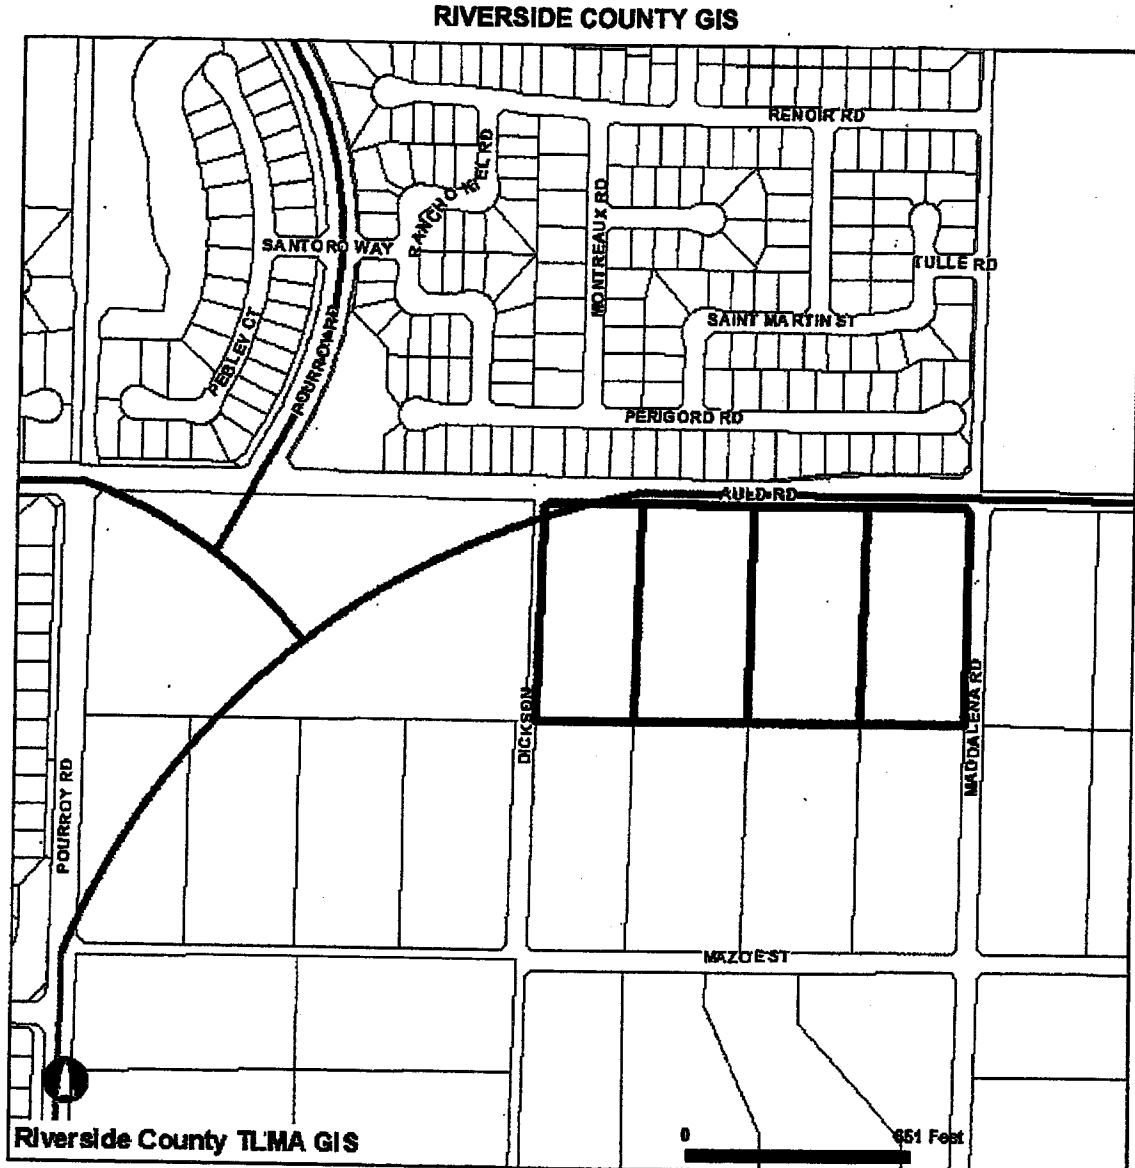 RIVERSIDE COUNTY GIS
RENOIR RD
MONTREAUX RD
SANTORO WAY
TULLE RD
SAINT MARTIN ST
PEBLEY CT
PERIGORD RD
AULD RD
DICKSON
MADDALENA RD
POURROY RD
MAZOE ST
Riverside County TLMA GIS
0
651 Feet